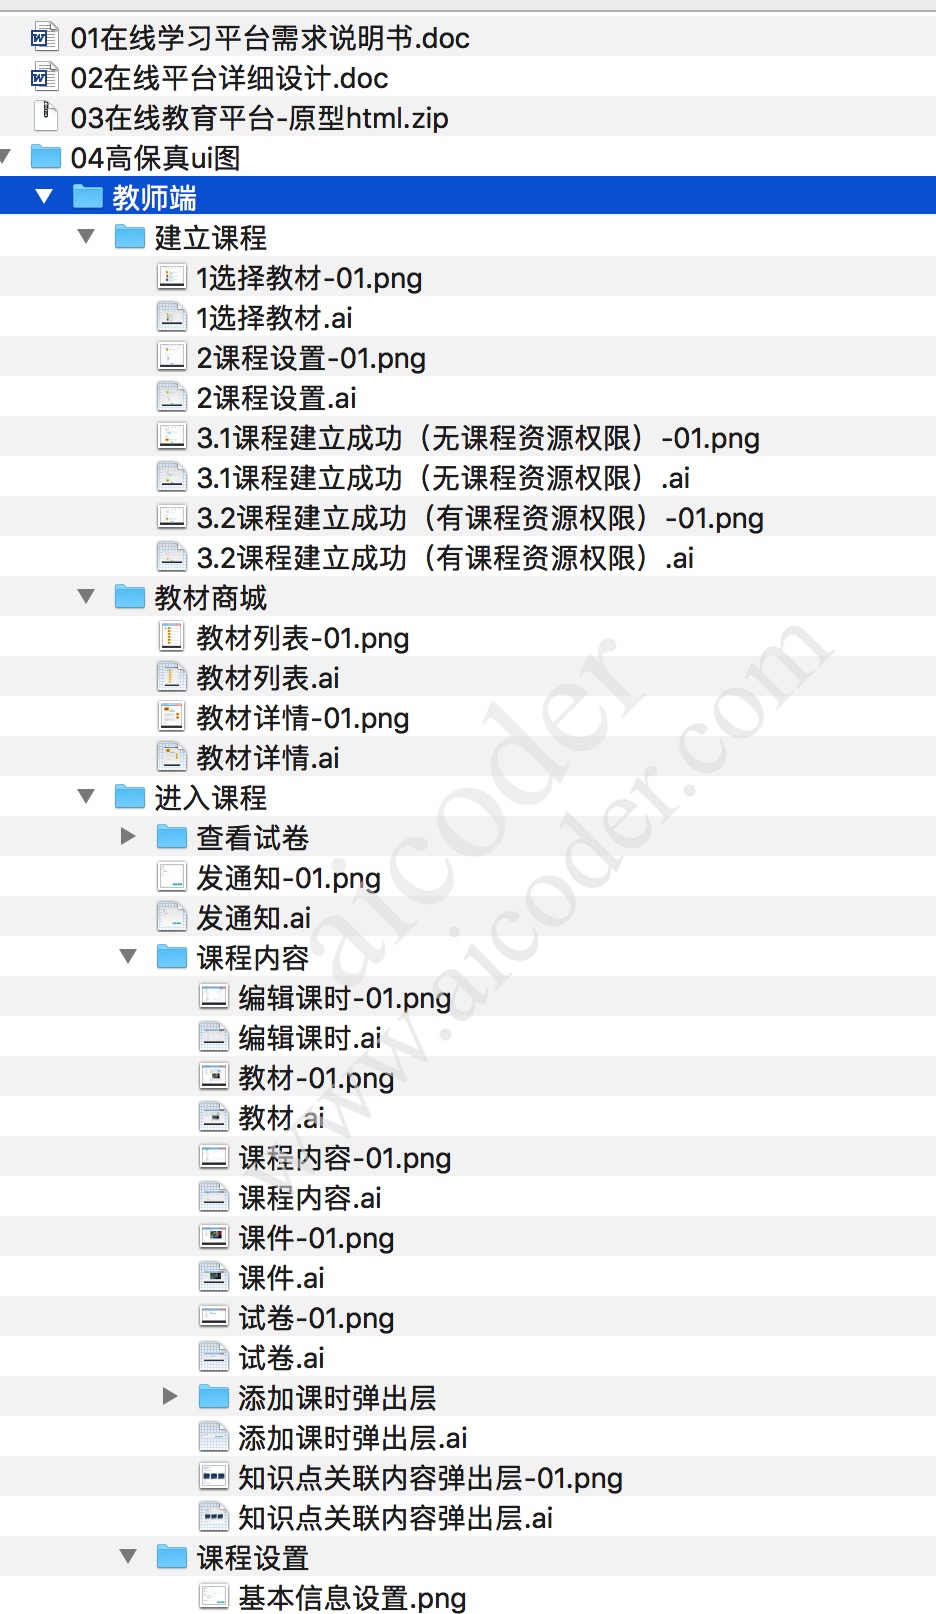 01在线学习平台需求说明书.doc
02在线平台详细设计.doc
03在线教育平台-原型html.zip
04高保真ui图
教师端
建立课程
1选择教材-01.png
1选择教材.ai
2课程设置-01.png
2课程设置.ai
3.1课程建立成功（无课程资源权限）-01.png
3.1课程建立成功（无课程资源权限）.ai
3.2课程建立成功（有课程资源权限）-01.png
3.2课程建立成功（有课程资源权限）.ai
教材商城
教材列表-01.png
教材列表.ai
教材详情-01.png
教材详情.ai
进入课程
查看试卷
发通知-01.png
发通知.ai
课程内容
编辑课时-01.png
编辑课时.ai
教材-01.png
教材.ai
课程内容-01.png
课程内容.ai
课件-01.png
课件.ai
试卷-01.png
试卷.ai
添加课时弹出层
添加课时弹出层.ai
知识点关联内容弹出层-01.png
知识点关联内容弹出层.ai
课程设置
基本信息设置.png
aicoder
www.aicoder.com